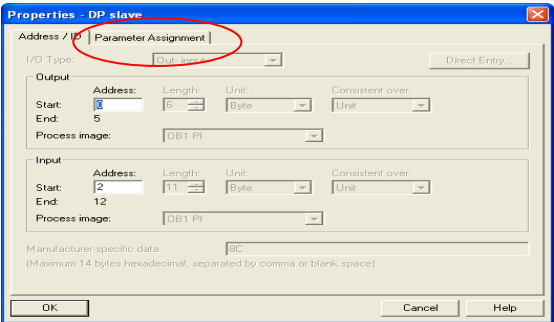 Properties - DP slave
Address / ID Parameter Assignment
I/O Type: Out- input Direct Entry...
Output
Address: Length: Unit: Consistent over:
Start: 0 6 Byte Unit
End: 5
Process image: OB1 PI
Input
Address: Length: Unit: Consistent over:
Start: 2 11 Byte Unit
End: 12
Process image: OB1 PI
Manufacturer-specific data: 8C
(Maximum 14 bytes hexadecimal, separated by comma or blank space)
OK Cancel Help